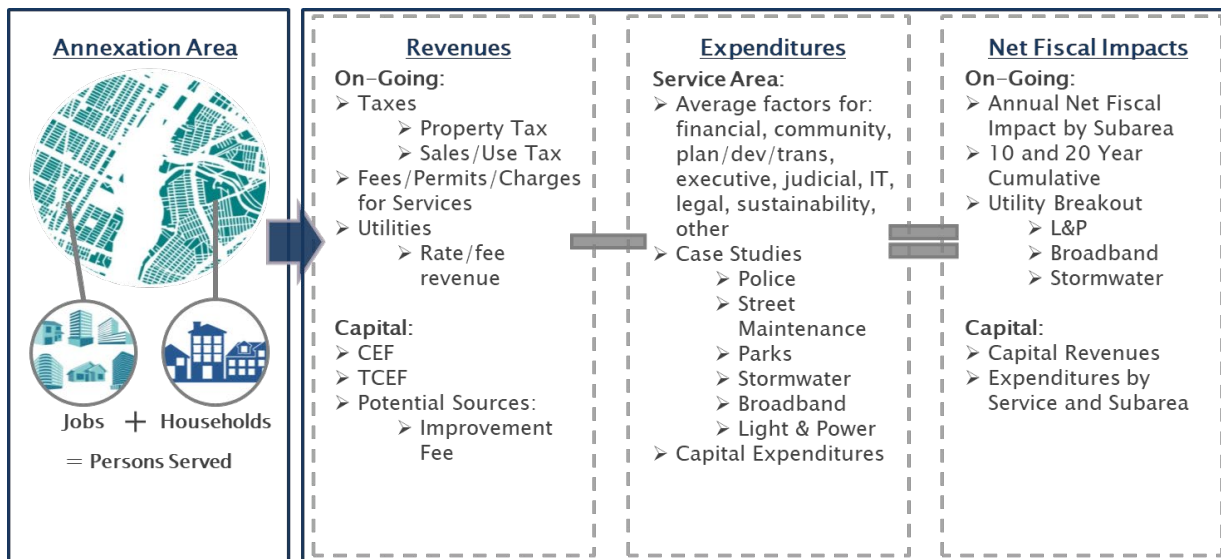 Annexation Area
Jobs + Households
= Persons Served
Revenues
On-Going:
➢ Taxes
➢ Property Tax
➢ Sales/Use Tax
➢ Fees/Permits/Charges
for Services
➢ Utilities
➢ Rate/fee
revenue
Capital:
➢ CEF
➢ TCEF
➢ Potential Sources:
➢ Improvement
Fee
Expenditures
Service Area:
➢ Average factors for:
financial, community,
plan/dev/trans,
executive, judicial, IT,
legal, sustainability,
other
➢ Case Studies
➢ Police
➢ Street
Maintenance
➢ Parks
➢ Stormwater
➢ Broadband
➢ Light & Power
➢ Capital Expenditures
Net Fiscal Impacts
On-Going:
➢ Annual Net Fiscal
Impact by Subarea
➢ 10 and 20 Year
Cumulative
➢ Utility Breakout
➢ L&P
➢ Broadband
➢ Stormwater
Capital:
➢ Capital Revenues
➢ Expenditures by
Service and Subarea